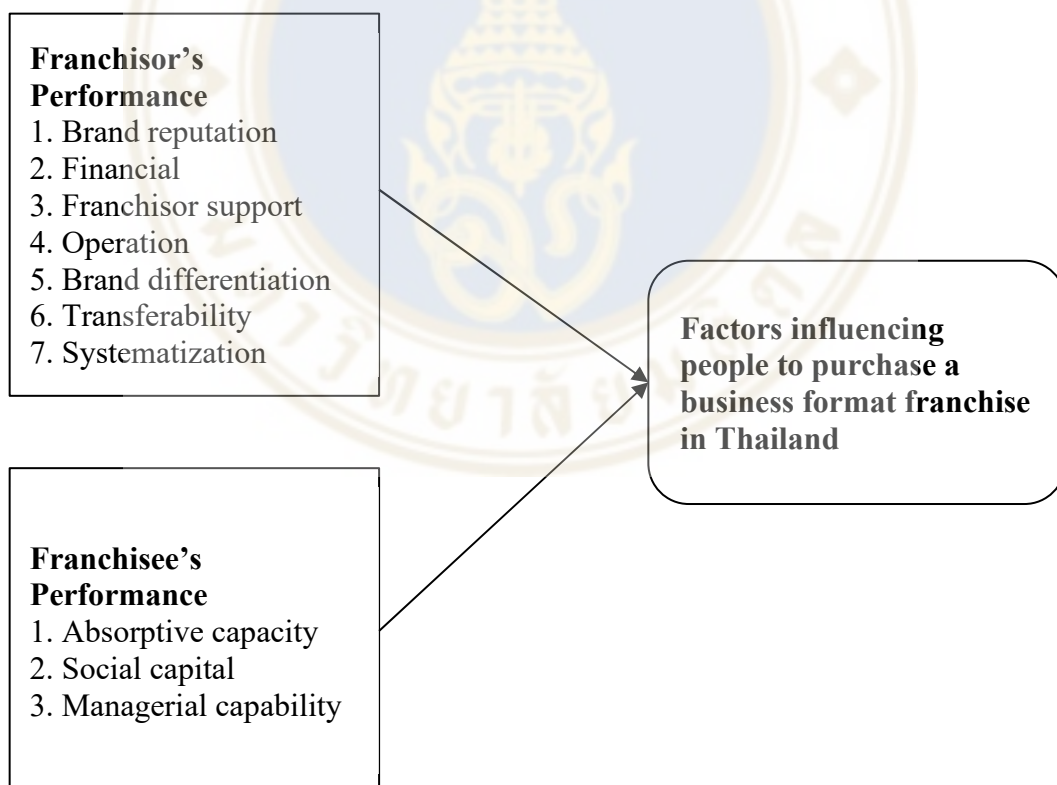 Franchisor’s
Performance
1. Brand reputation
2. Financial
3. Franchisor support
4. Operation
5. Brand differentiation
6. Transferability
7. Systematization
Factors influencing
people to purchase a
business format franchise
in Thailand
Franchisee’s
Performance
1. Absorptive capacity
2. Social capital
3. Managerial capability